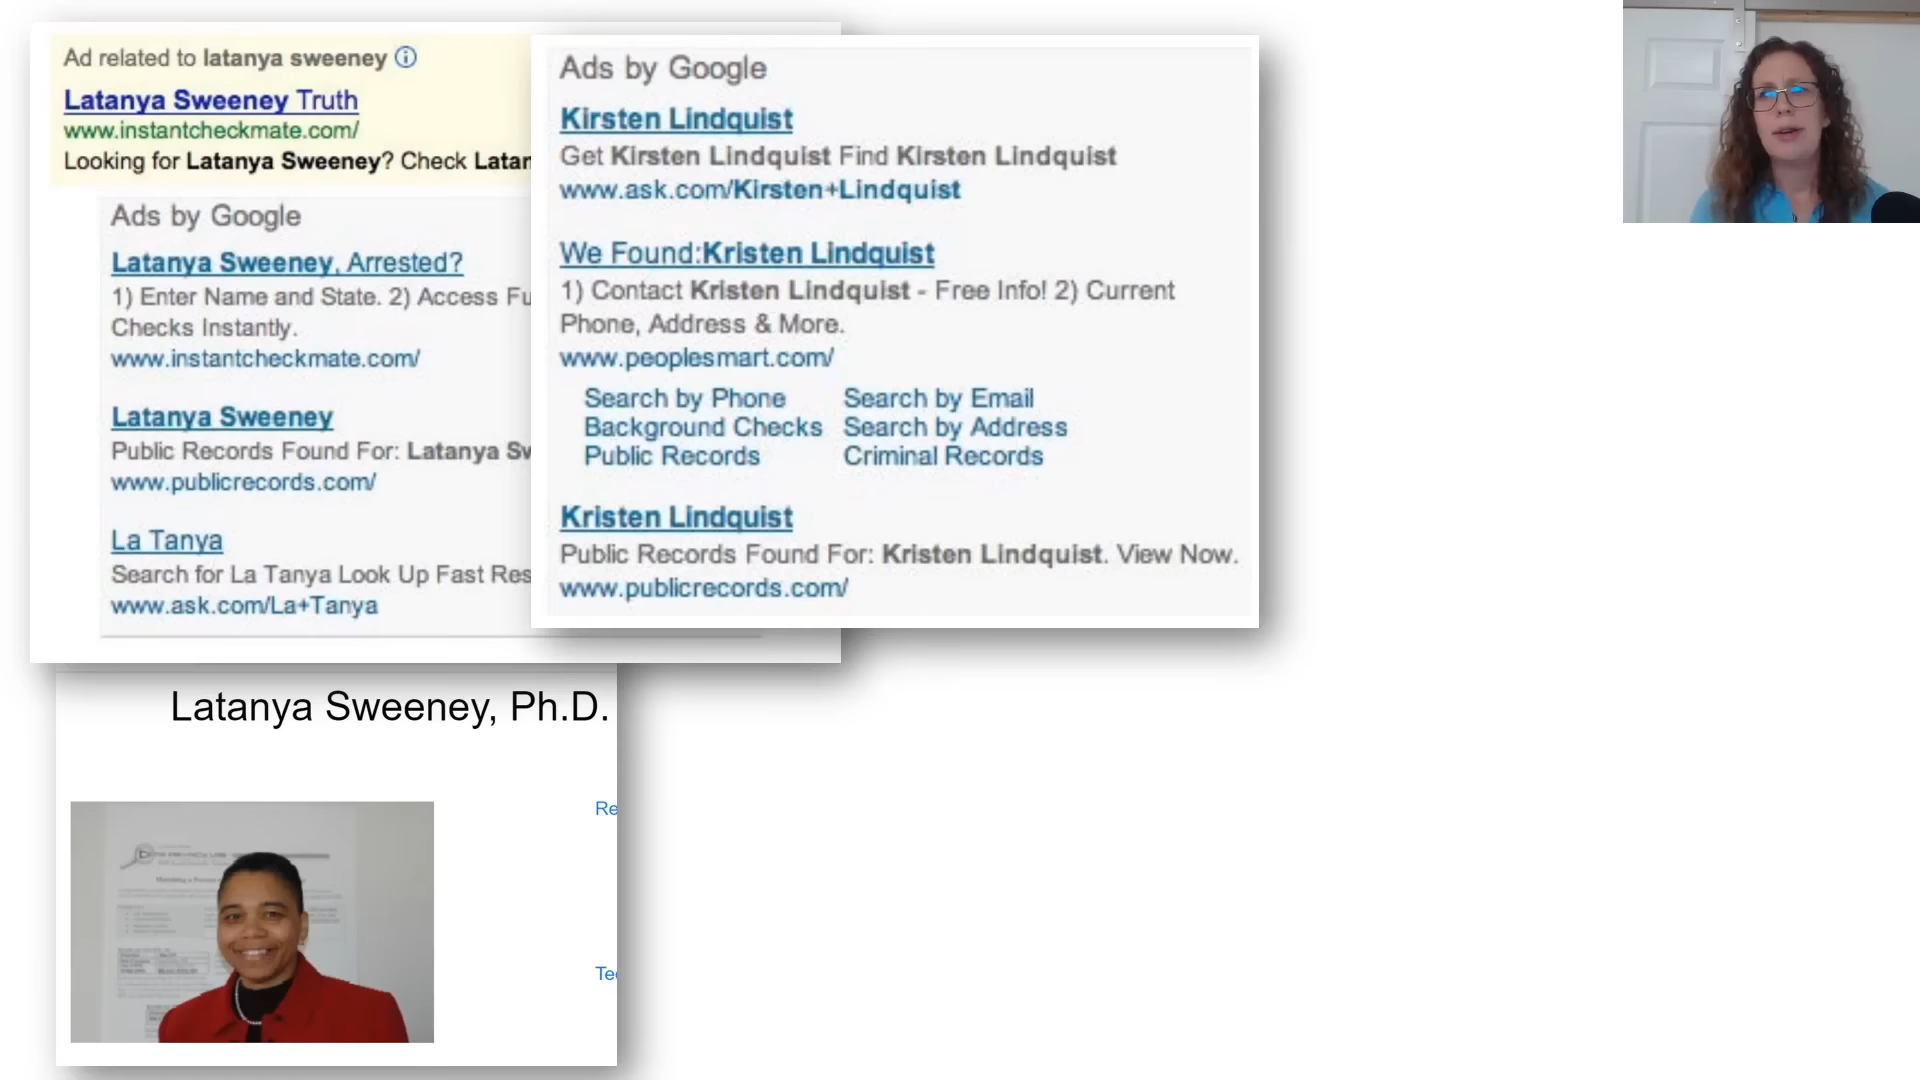 Ad related to latanya sweeney
Latanya Sweeney Truth
www.instantcheckmate.com/
Looking for Latanya Sweeney? Check Latan
Ads by Google
Latanya Sweeney, Arrested?
1) Enter Name and State. 2) Access Fu
Checks Instantly.
www.instantcheckmate.com/
Latanya Sweeney
Public Records Found For: Latanya Sw
www.publicrecords.com/
La Tanya
Search for La Tanya Look Up Fast Res
www.ask.com/La+Tanya
Ads by Google
Kirsten Lindquist
Get Kirsten Lindquist Find Kirsten Lindquist
www.ask.com/Kirsten+Lindquist
We Found:Kristen Lindquist
1) Contact Kristen Lindquist - Free Info! 2) Current
Phone, Address & More.
www.peoplesmart.com/
Search by Phone Search by Email
Background Checks Search by Address
Public Records Criminal Records
Kristen Lindquist
Public Records Found For: Kristen Lindquist. View Now.
www.publicrecords.com/
Latanya Sweeney, Ph.D.
Re